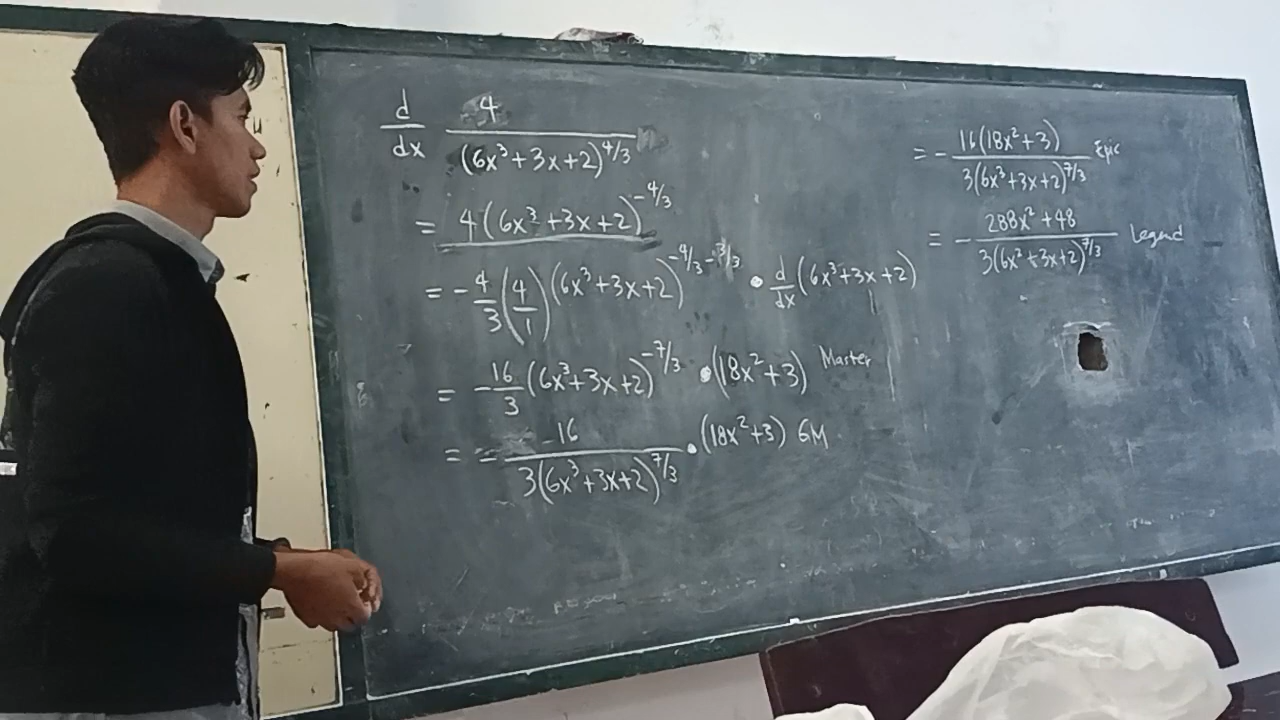 d/dx 4/(6x³+3x+2)^4/3
= 4(6x³+3x+2)^-4/3
= -4/3(4/1)(6x³+3x+2)^-4/3-3/3 • d/dx(6x³+3x+2)
= -16/3(6x³+3x+2)^-7/3 • (18x²+3) Master
= -16/3(6x³+3x+2)^7/3 • (18x²+3) GM
= -16(18x²+3)/3(6x³+3x+2)^7/3 Epic
= -288x²+48/3(6x³+3x+2)^7/3 Legend